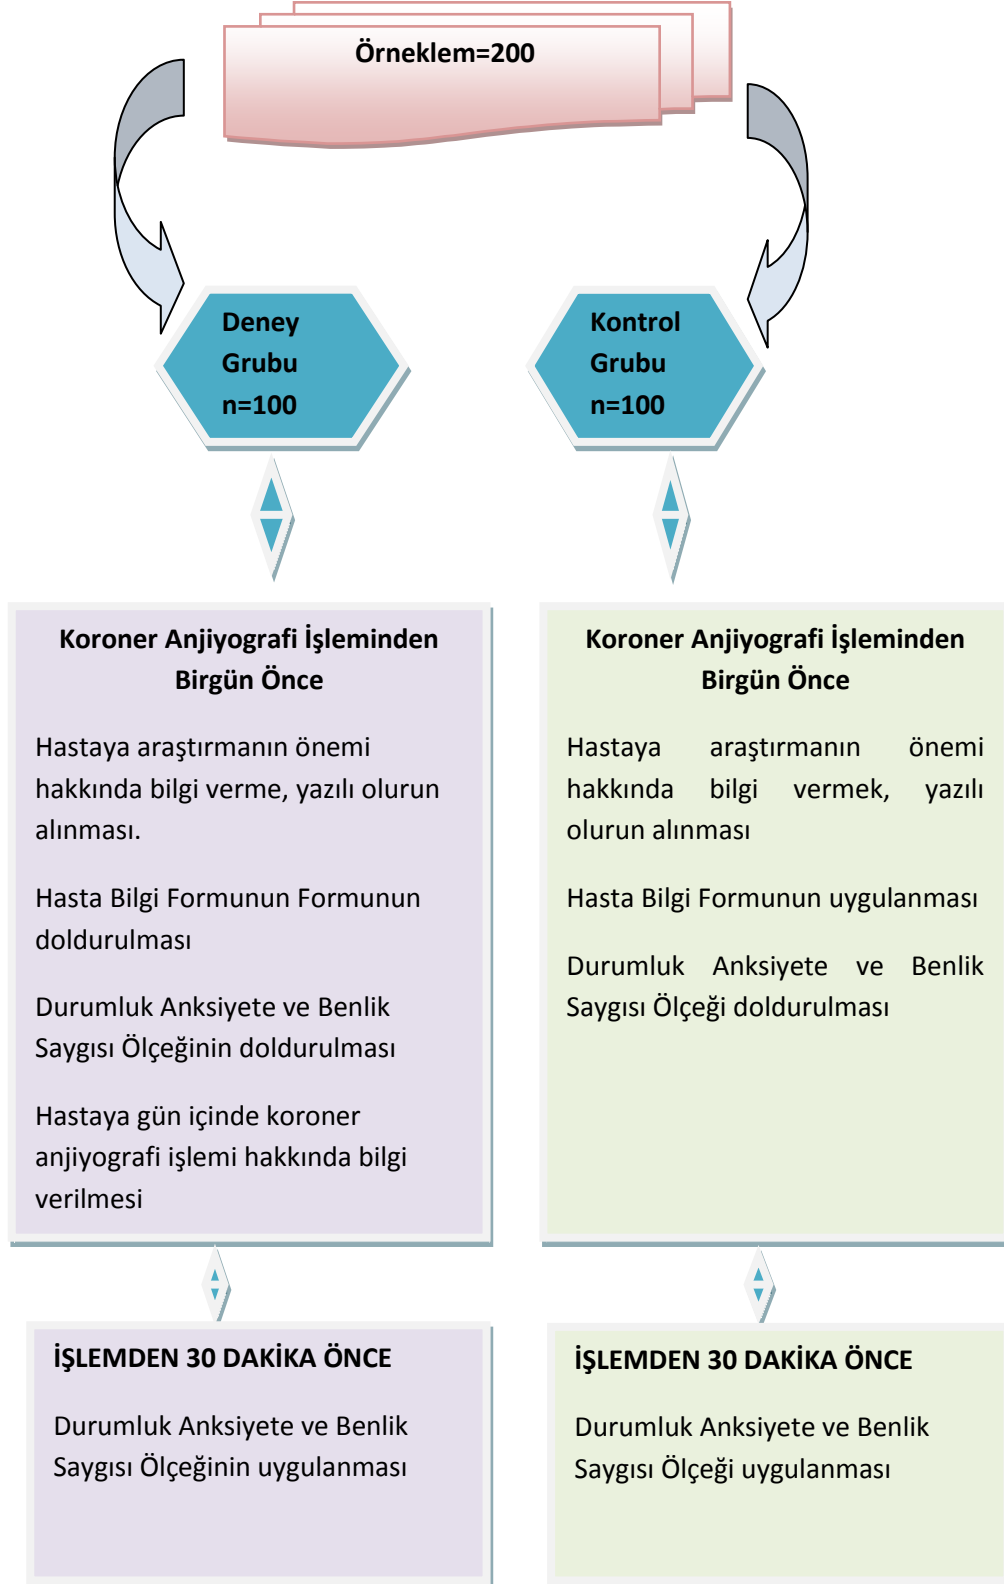 Örneklem=200
Deney
Grubu
n=100
Kontrol
Grubu
n=100
Koroner Anjiyografi İşleminden
Birgün Önce
Hastaya araştırmanın önemi
hakkında bilgi verme, yazılı olurun
alınması.
Hasta Bilgi Formunun Formunun
doldurulması
Durumluk Anksiyete ve Benlik
Saygısı Ölçeğinin doldurulması
Hastaya gün içinde koroner
anjiyografi işlemi hakkında bilgi
verilmesi
Koroner Anjiyografi İşleminden
Birgün Önce
Hastaya araştırmanın önemi
hakkında bilgi vermek, yazılı
olurun alınması
Hasta Bilgi Formunun uygulanması
Durumluk Anksiyete ve Benlik
Saygısı Ölçeği doldurulması
İŞLEMDEN 30 DAKİKA ÖNCE
Durumluk Anksiyete ve Benlik
Saygısı Ölçeğinin uygulanması
İŞLEMDEN 30 DAKİKA ÖNCE
Durumluk Anksiyete ve Benlik
Saygısı Ölçeği uygulanması